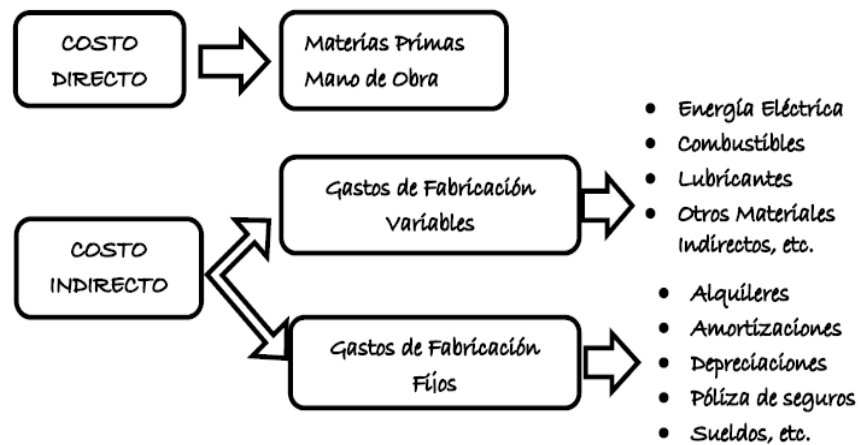 COSTO
DIRECTO
Materias Primas
Mano de Obra
COSTO
INDIRECTO
Gastos de Fabricación
Variables
• Energía Eléctrica
• Combustibles
• Lubricantes
• Otros Materiales
Indirectos, etc.
Gastos de Fabricación
Fijos
• Alquileres
• Amortizaciones
• Depreciaciones
• Póliza de seguros
• Sueldos, etc.